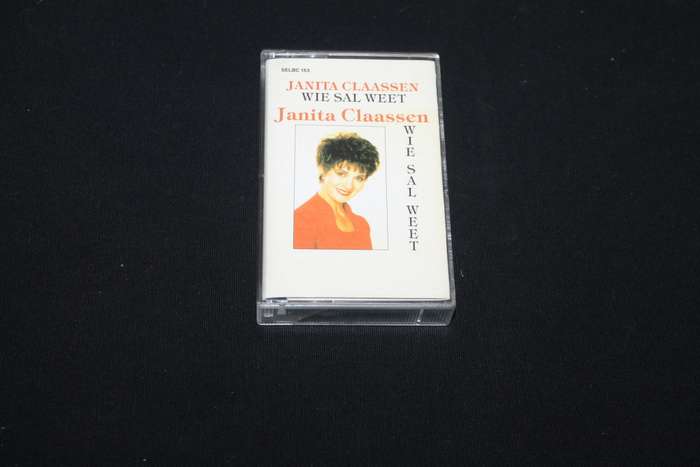 SELBC 153
JANITA CLAASSEN
WIE SAL WEET
Janita Claassen
WIE SAL WEET